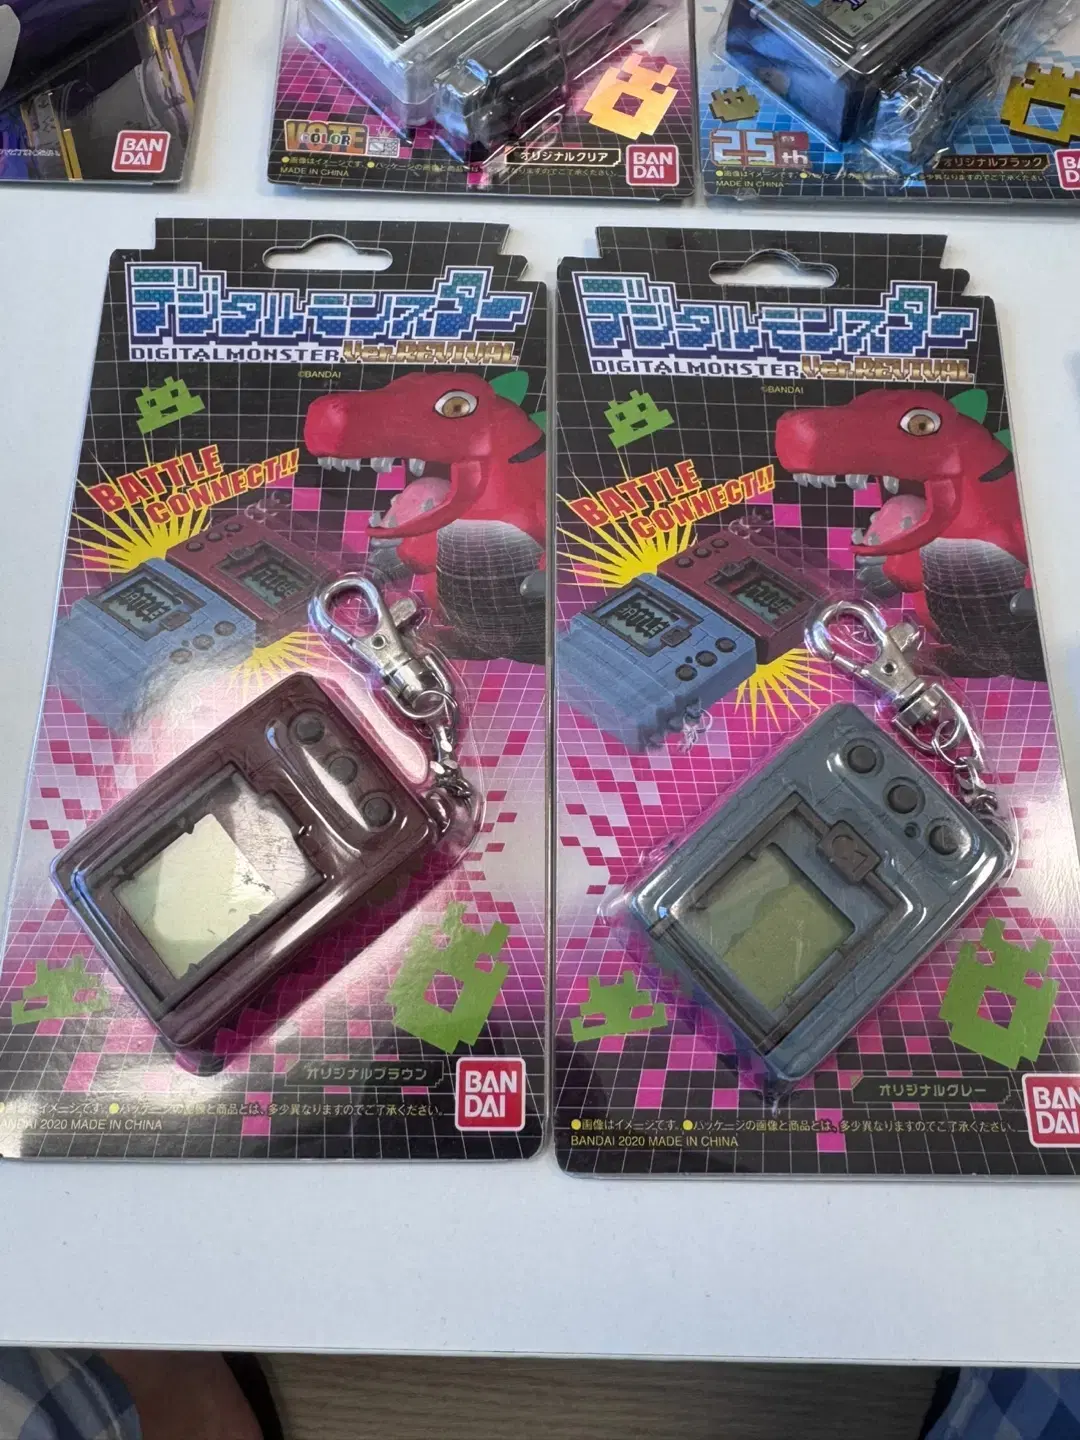 BAN
DAI
COLOR
オリジナルクリア
BAN
DAI
25th
オリジナルブラック
MADE IN CHINA
MADE IN CHINA
デジタルモンスター
DIGITALMONSTER Ver.REVIVAL
©BANDAI
BATTLE
CONNECT!!
オリジナルブラウン
BAN
DAI
イメージです。●パッケージの画像と商品とは、多少異なりますのでご了承ください。
BANDAI 2020 MADE IN CHINA
デジタルモンスター
DIGITALMONSTER Ver.REVIVAL
©BANDAI
BATTLE
CONNECT!!
オリジナルグレー
BAN
DAI
●画像はイメージです。●パッケージの画像と商品とは、多少異なりますのでご了承ください。
BANDAI 2020 MADE IN CHINA